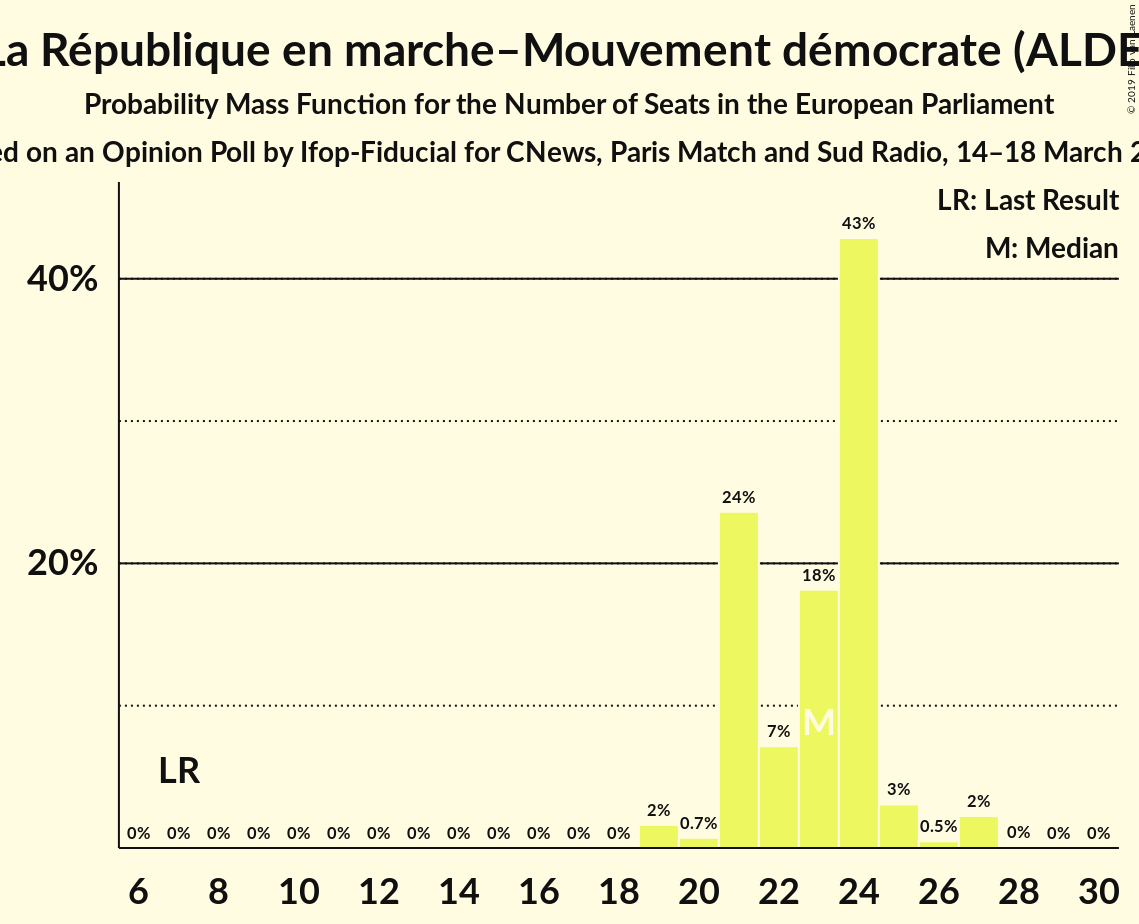 La République en marche–Mouvement démocrate (ALDE
Probability Mass Function for the Number of Seats in the European Parliament
ed on an Opinion Poll by Ifop-Fiducial for CNews, Paris Match and Sud Radio, 14–18 March 2
© 2019
LR: Last Result
M: Median
43%
40%
24%
20%
18%
M
7%
LR
3%
2%
2%
0.7%
0.5%
0% 0% 0% 0% 0% 0% 0% 0% 0% 0% 0% 0% 0% 0% 0% 0%
6 8 10 12 14 16 18 20 22 24 26 28 30